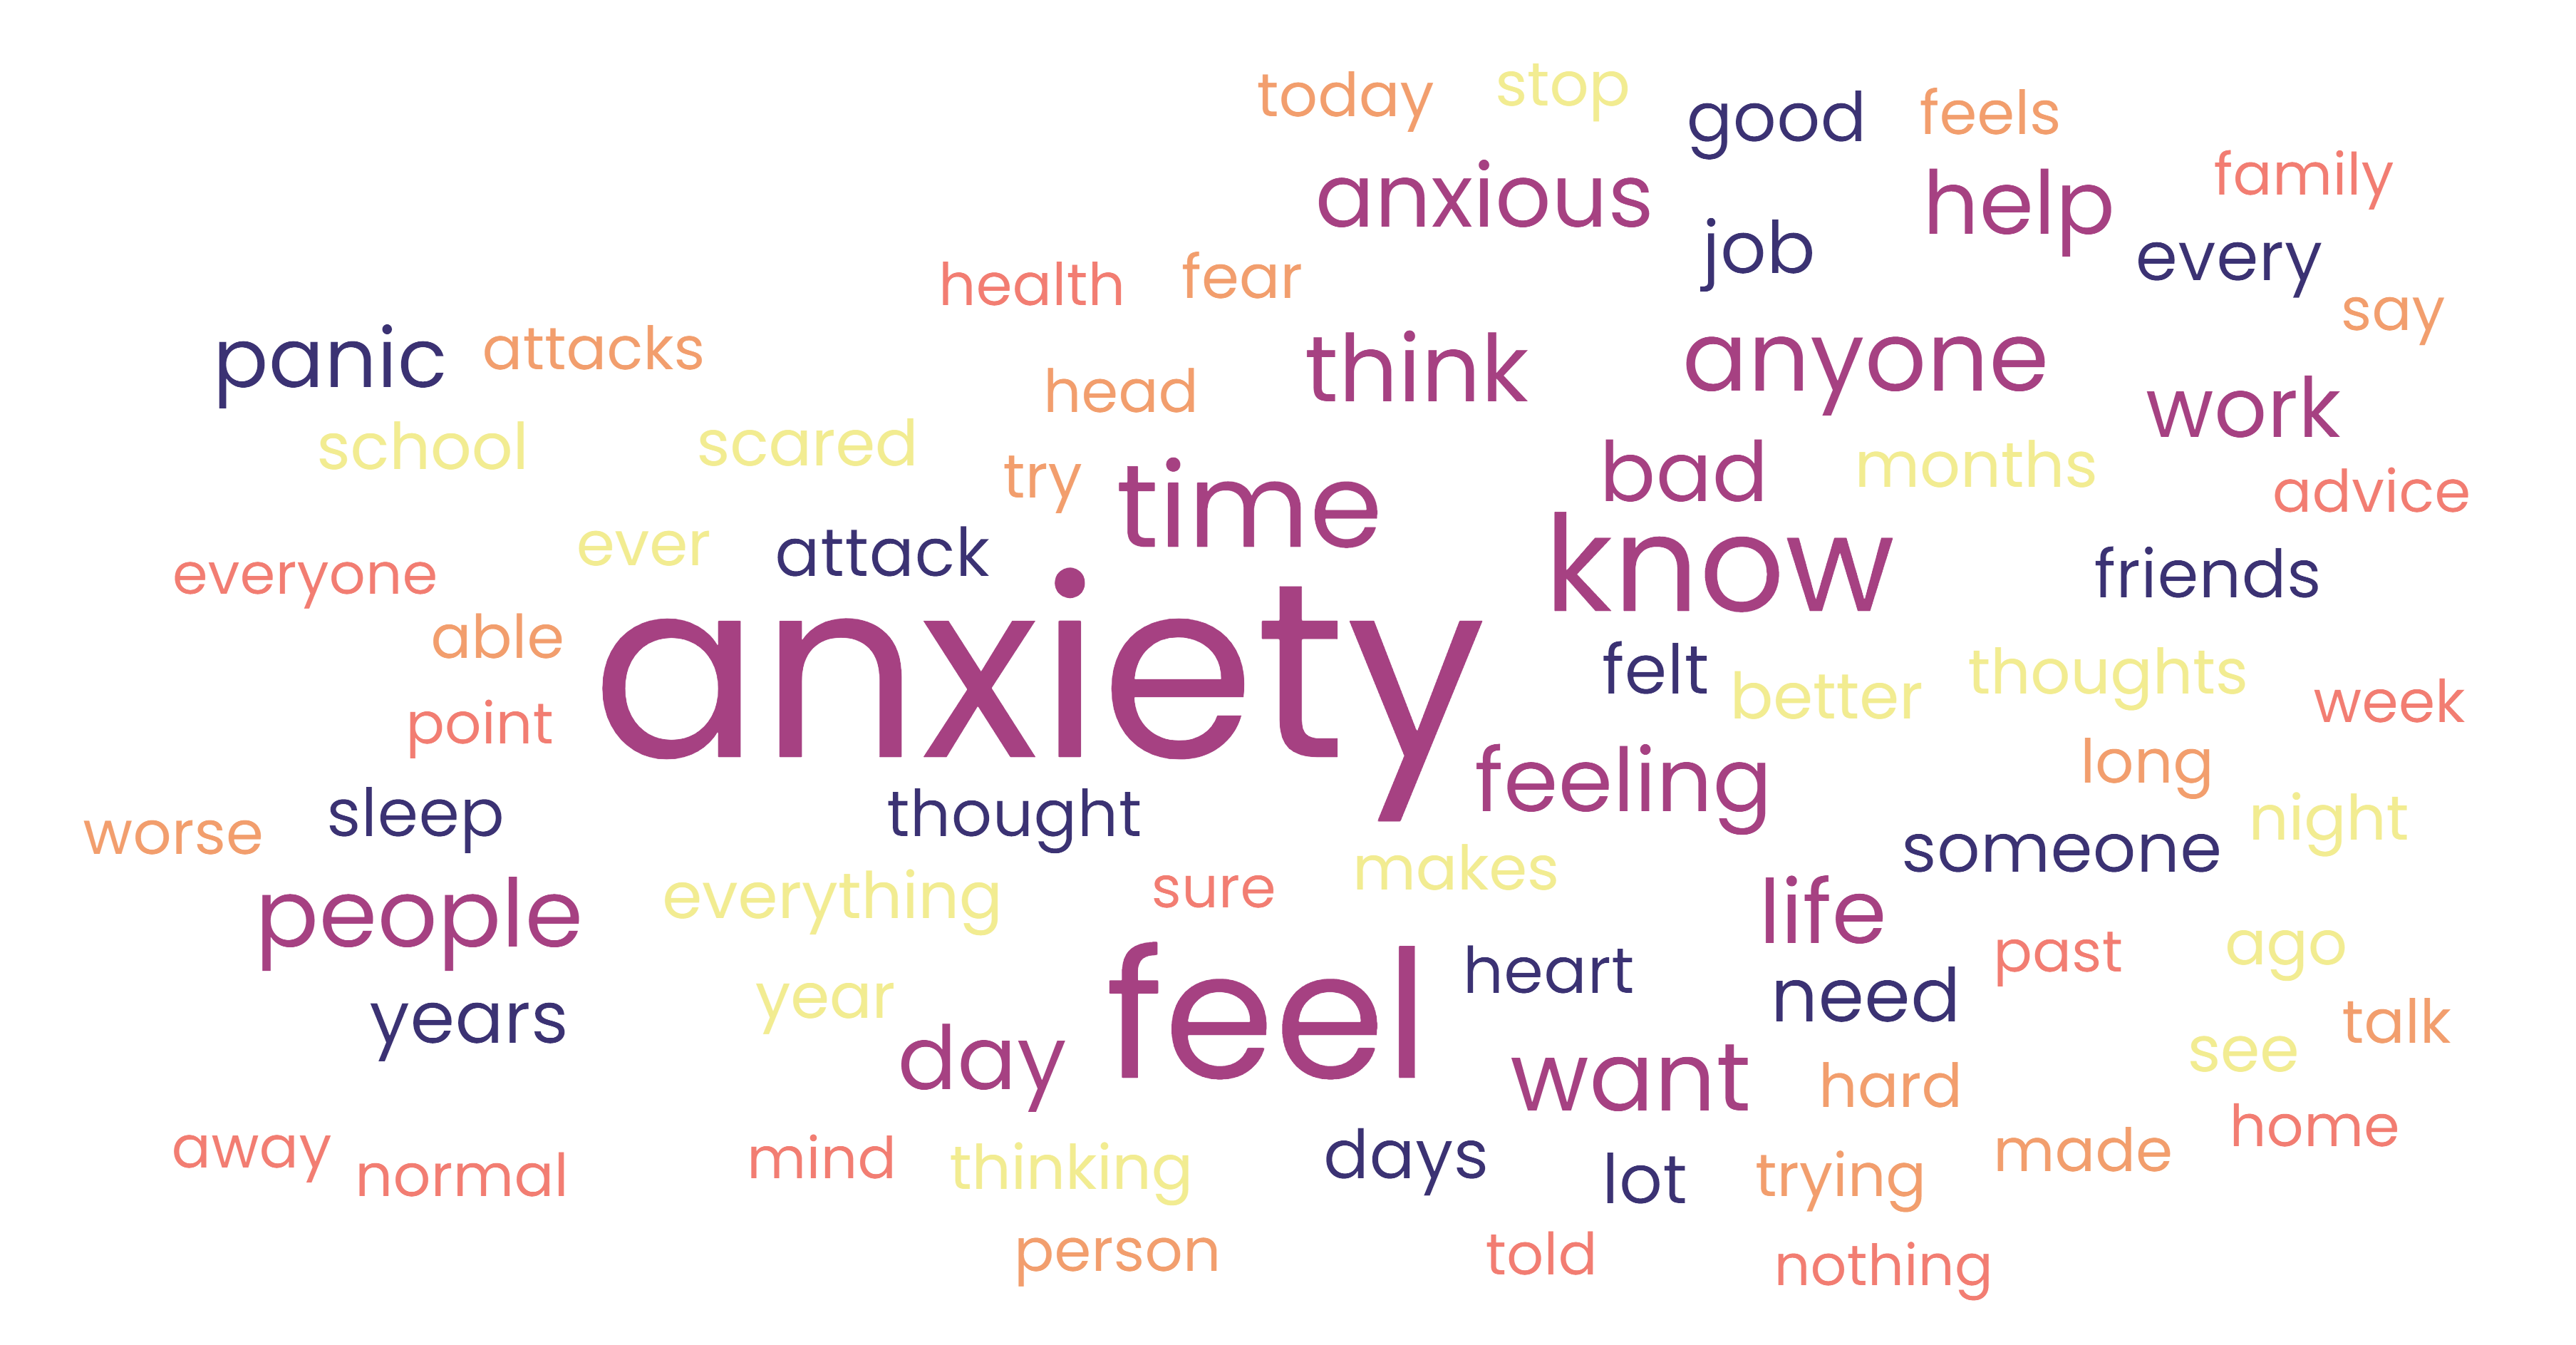 today stop good feels
anxious help family
job every
health fear say
panic attacks think anyone
head work
school scared bad months
try time advice
ever attack know friends
everyone
able anxiety felt better thoughts
point week
feeling long
worse sleep thought someone night
people everything sure makes life
heart past ago
years year feel need talk
day want hard see
away normal mind thinking days lot trying made home
person told nothing